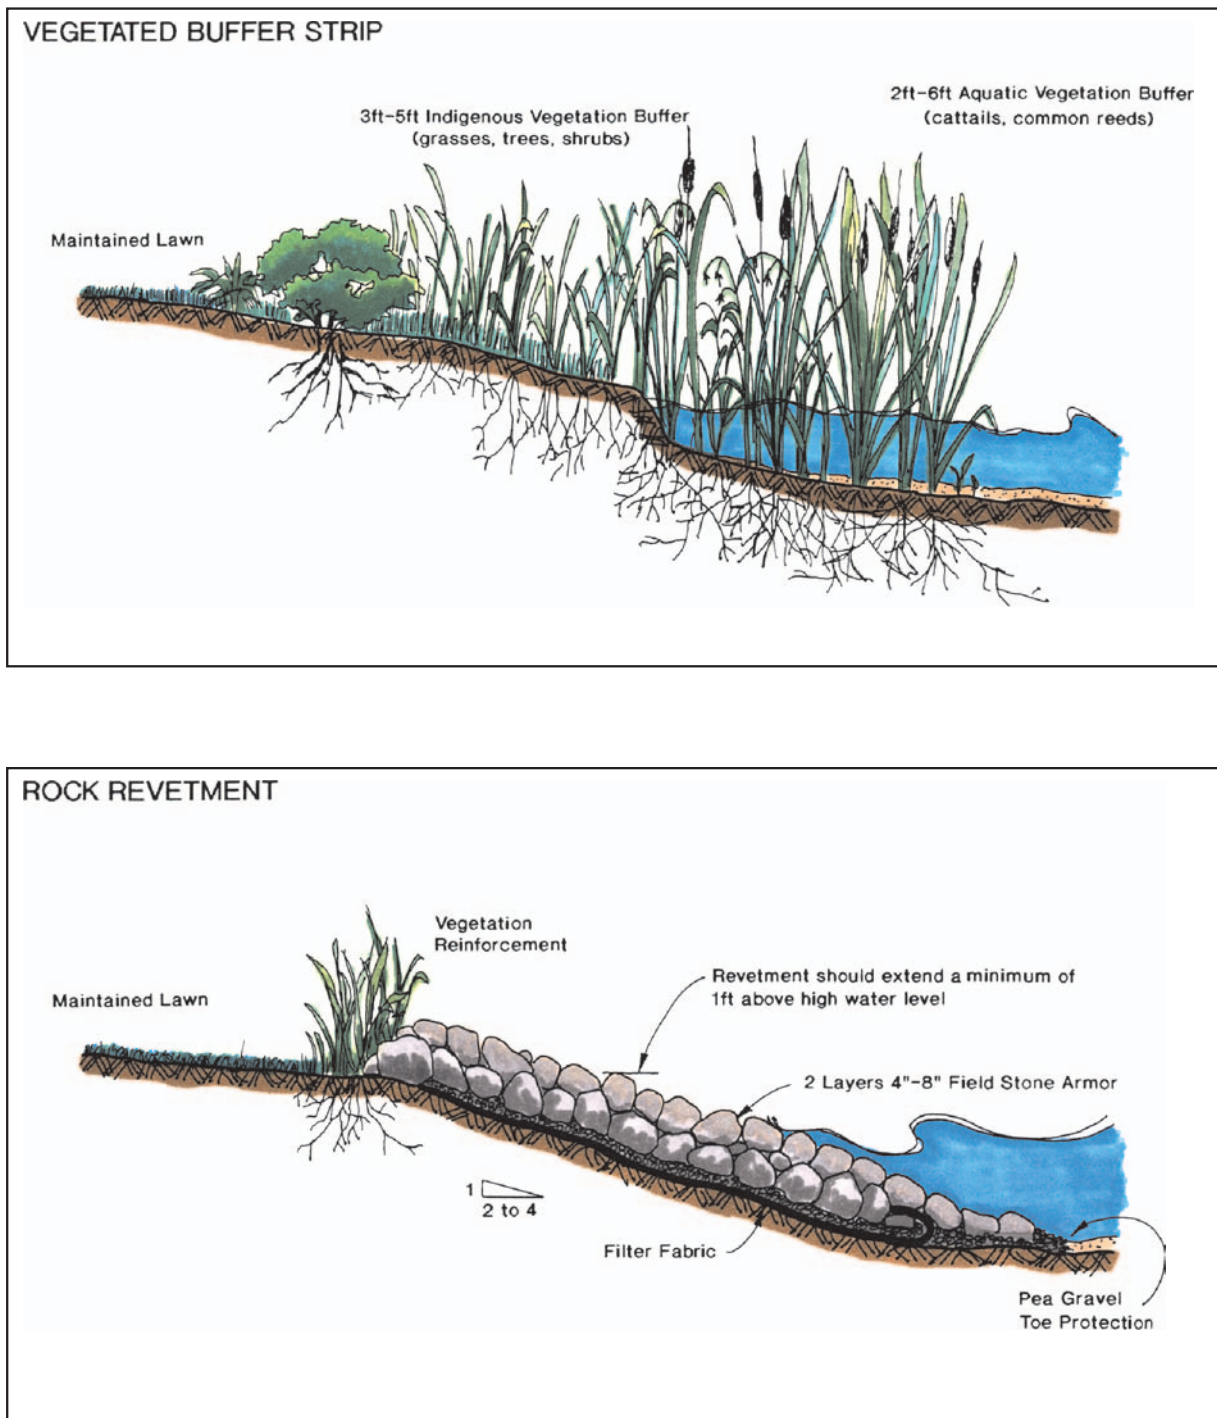 VEGETATED BUFFER STRIP
2ft-6ft Aquatic Vegetation Buffer
(cattails, common reeds)
3ft-5ft Indigenous Vegetation Buffer
(grasses, trees, shrubs)
Maintained Lawn
ROCK REVETMENT
Vegetation
Reinforcement
Maintained Lawn
Revetment should extend a minimum of
1ft above high water level
2 Layers 4"-8" Field Stone Armor
1
2 to 4
Filter Fabric
Pea Gravel
Toe Protection